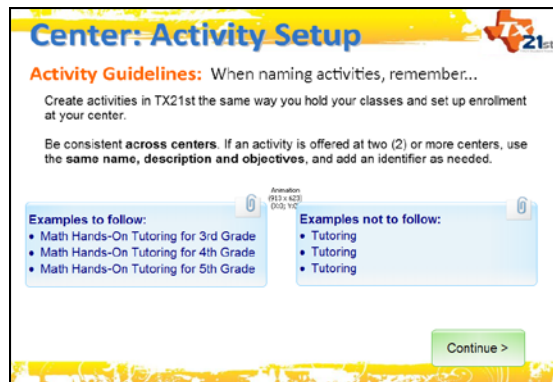 Center: Activity Setup
TX
21st
Activity Guidelines: When naming activities, remember...
Create activities in TX21st the same way you hold your classes and set up enrollment
at your center.
Be consistent across centers. If an activity is offered at two (2) or more centers, use
the same name, description and objectives, and add an identifier as needed.
Animation
(913 x 623)
Examples to follow:
• Math Hands-On Tutoring for 3rd Grade
• Math Hands-On Tutoring for 4th Grade
• Math Hands-On Tutoring for 5th Grade
Examples not to follow:
• Tutoring
• Tutoring
• Tutoring
Continue >